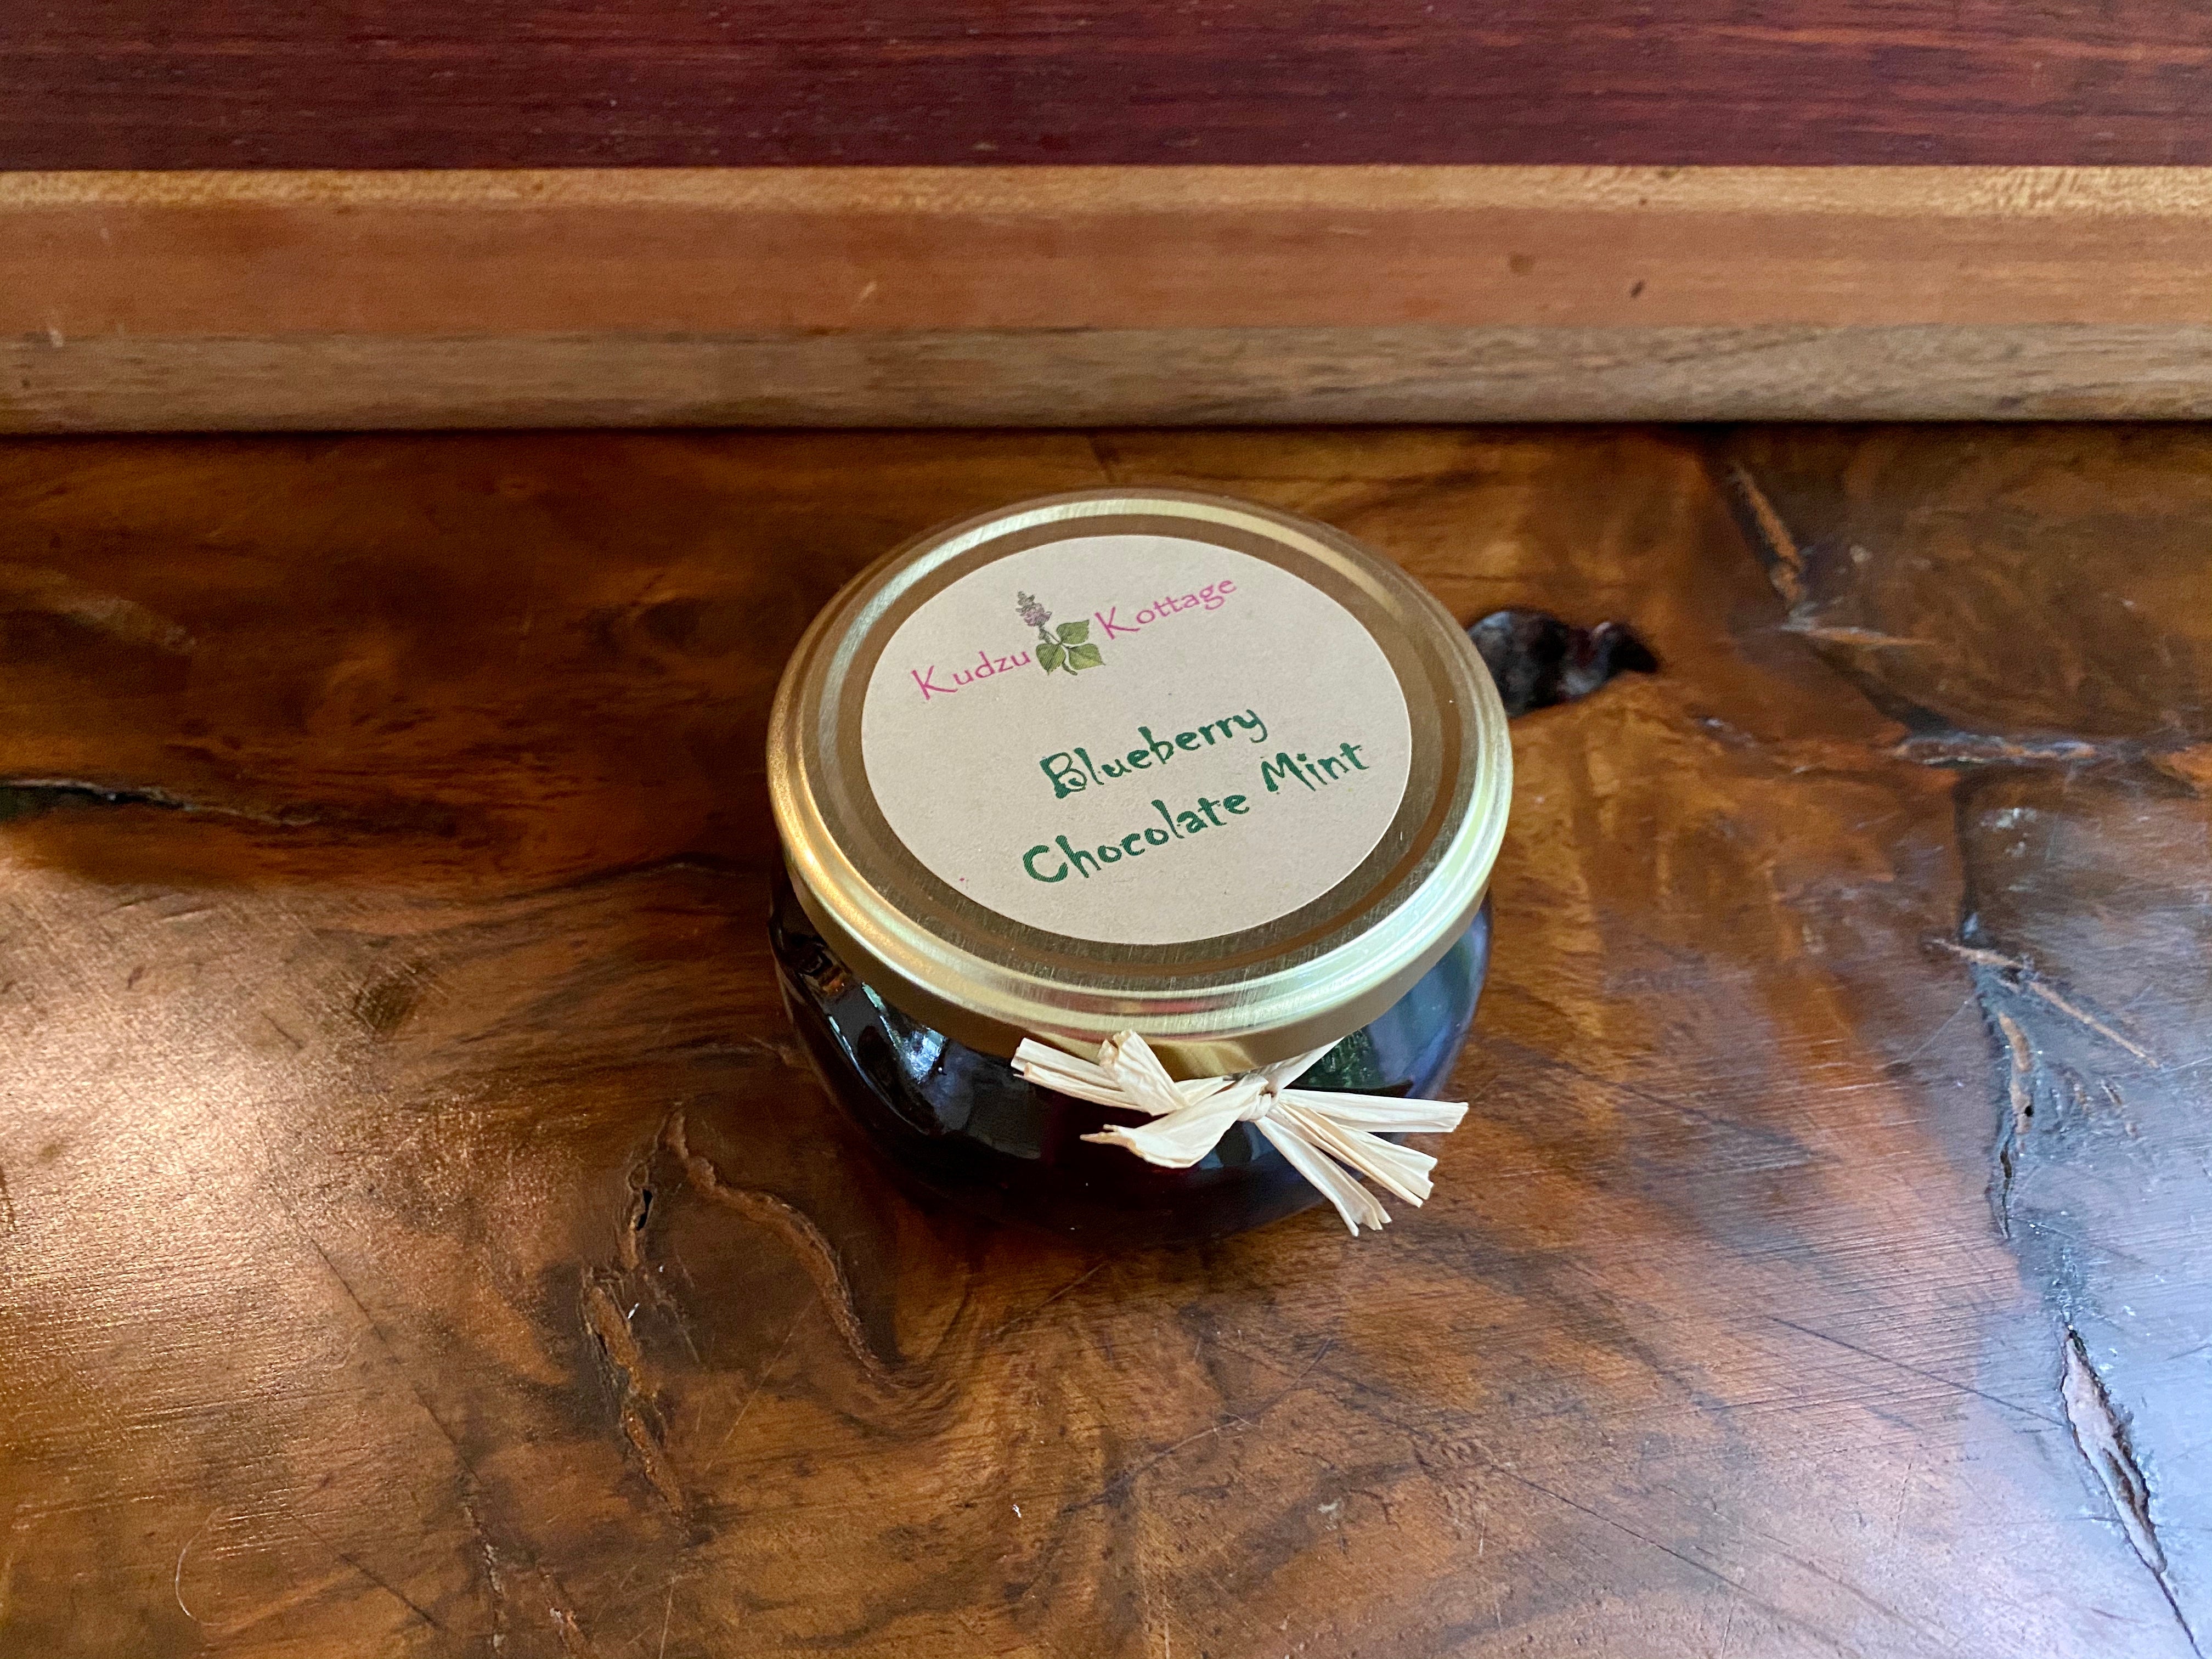 Kudzu Kottage
Blueberry
Chocolate Mint